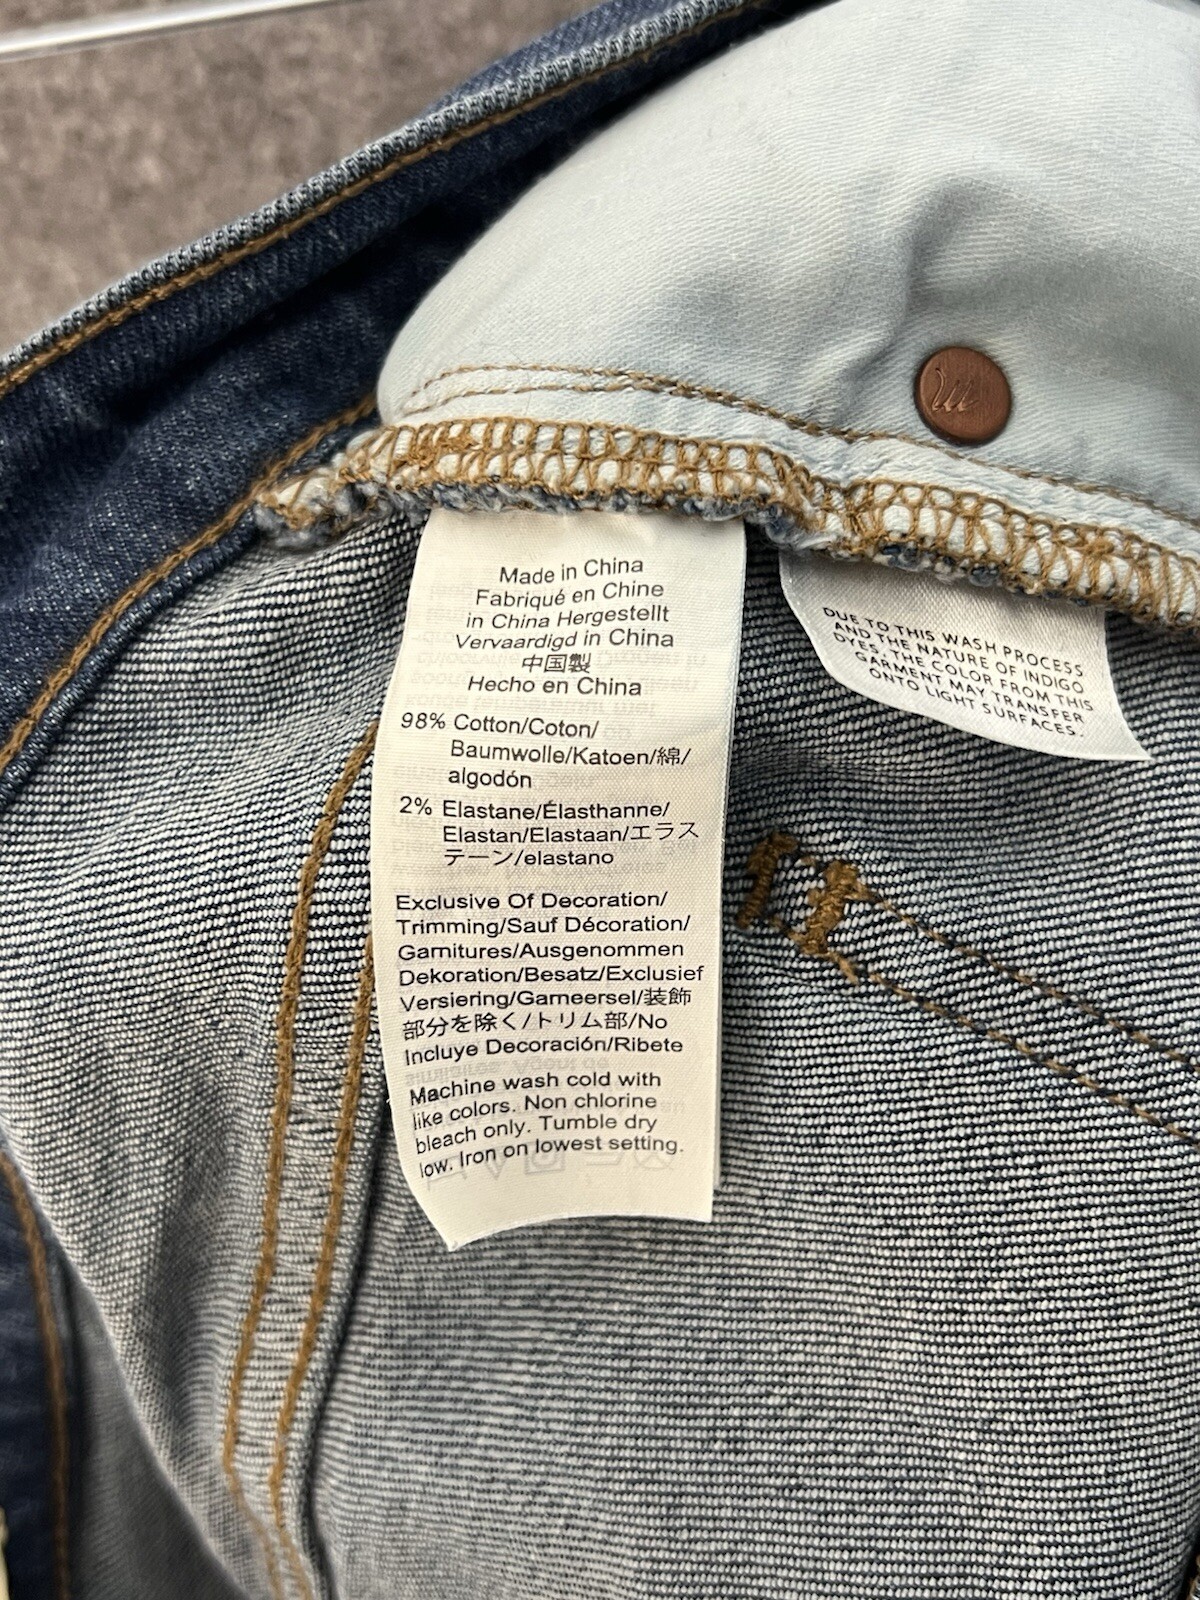 Made in China
Fabriqué en Chine
in China Hergestellt
Vervaardigd in China
中国製
Hecho en China
98% Cotton/Coton/
Baumwolle/Katoen/綿/
algodón
2% Elastane/Élasthanne/
Elastan/Elastaan/エラス
テーン/elastano
Exclusive Of Decoration/
Trimming/Sauf Décoration/
Garnitures/Ausgenommen
Dekoration/Besatz/Exclusief
Versiering/Garneersel/装飾
部分を除く/トリム部/No
Incluye Decoración/Ribete
Machine wash cold with
like colors. Non chlorine
bleach only. Tumble dry
low. Iron on lowest setting.
DUE TO THIS WASH PROCESS
AND THE NATURE OF INDIGO
DYES, THE COLOR FROM THIS
GARMENT MAY TRANSFER
ONTO LIGHT SURFACES.